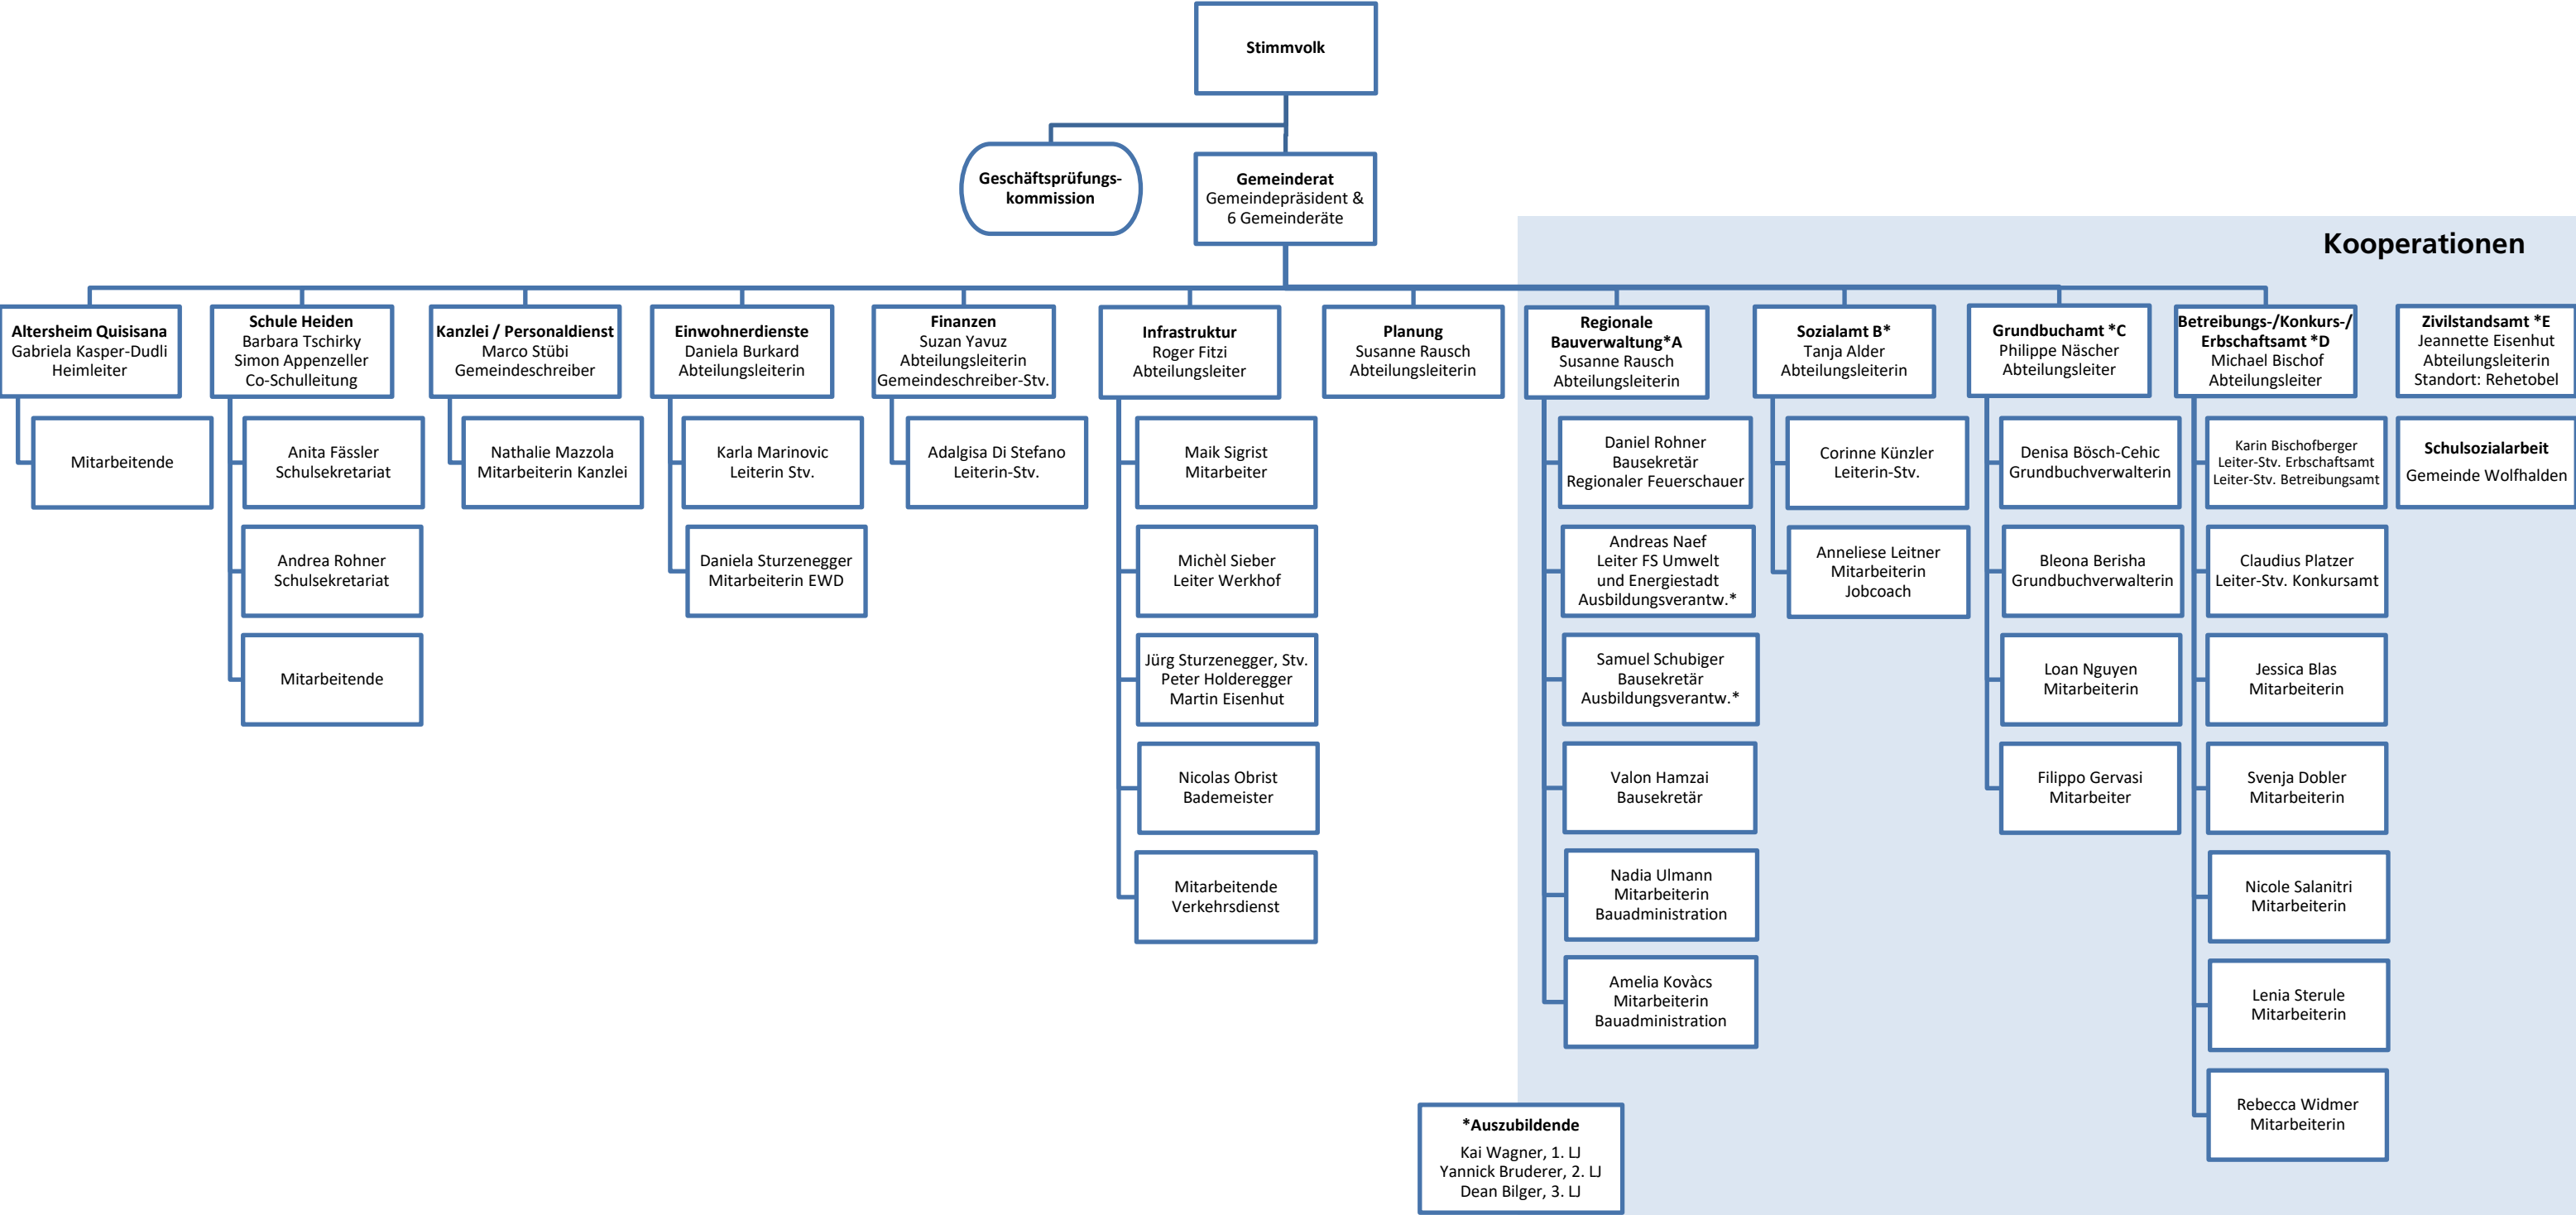 Stimmvolk
Geschäftsprüfungs-
kommission
Gemeinderat
Gemeindepräsident &
6 Gemeinderäte
Kooperationen
Altersheim Quisisana
Gabriela Kasper-Dudli
Heimleiter
Mitarbeitende
Schule Heiden
Barbara Tschirky
Simon Appenzeller
Co-Schulleitung
Anita Fässler
Schulsekretariat
Andrea Rohner
Schulsekretariat
Mitarbeitende
Kanzlei / Personaldienst
Marco Stübi
Gemeindeschreiber
Nathalie Mazzola
Mitarbeiterin Kanzlei
Einwohnerdienste
Daniela Burkard
Abteilungsleiterin
Karla Marinovic
Leiterin Stv.
Daniela Sturzenegger
Mitarbeiterin EWD
Finanzen
Suzan Yavuz
Abteilungsleiterin
Gemeindeschreiber-Stv.
Adalgisa Di Stefano
Leiterin-Stv.
Infrastruktur
Roger Fitzi
Abteilungsleiter
Maik Sigrist
Mitarbeiter
Michèl Sieber
Leiter Werkhof
Jürg Sturzenegger, Stv.
Peter Holderegger
Martin Eisenhut
Nicolas Obrist
Bademeister
Mitarbeitende
Verkehrsdienst
Planung
Susanne Rausch
Abteilungsleiterin
Regionale
Bauverwaltung*A
Susanne Rausch
Abteilungsleiterin
Daniel Rohner
Bausekretär
Regionaler Feuerschauer
Andreas Naef
Leiter FS Umwelt
und Energiestadt
Ausbildungsverantw.*
Samuel Schubiger
Bausekretär
Ausbildungsverantw.*
Valon Hamzai
Bausekretär
Nadia Ulmann
Mitarbeiterin
Bauadministration
Amelia Kovàcs
Mitarbeiterin
Bauadministration
Sozialamt B*
Tanja Alder
Abteilungsleiterin
Corinne Künzler
Leiterin-Stv.
Anneliese Leitner
Mitarbeiterin
Jobcoach
Grundbuchamt *C
Philippe Näscher
Abteilungsleiter
Denisa Bösch-Cehic
Grundbuchverwalterin
Bleona Berisha
Grundbuchverwalterin
Loan Nguyen
Mitarbeiterin
Filippo Gervasi
Mitarbeiter
Betreibungs-/Konkurs-/
Erbschaftsamt *D
Michael Bischof
Abteilungsleiter
Karin Bischofberger
Leiter-Stv. Erbschaftsamt
Leiter-Stv. Betreibungsamt
Claudius Platzer
Leiter-Stv. Konkursamt
Jessica Blas
Mitarbeiterin
Svenja Dobler
Mitarbeiterin
Nicole Salanitri
Mitarbeiterin
Lenia Sterule
Mitarbeiterin
Rebecca Widmer
Mitarbeiterin
Zivilstandsamt *E
Jeannette Eisenhut
Abteilungsleiterin
Standort: Rehetobel
Schulsozialarbeit
Gemeinde Wolfhalden
*Auszubildende
Kai Wagner, 1. LJ
Yannick Bruderer, 2. LJ
Dean Bilger, 3. LJ